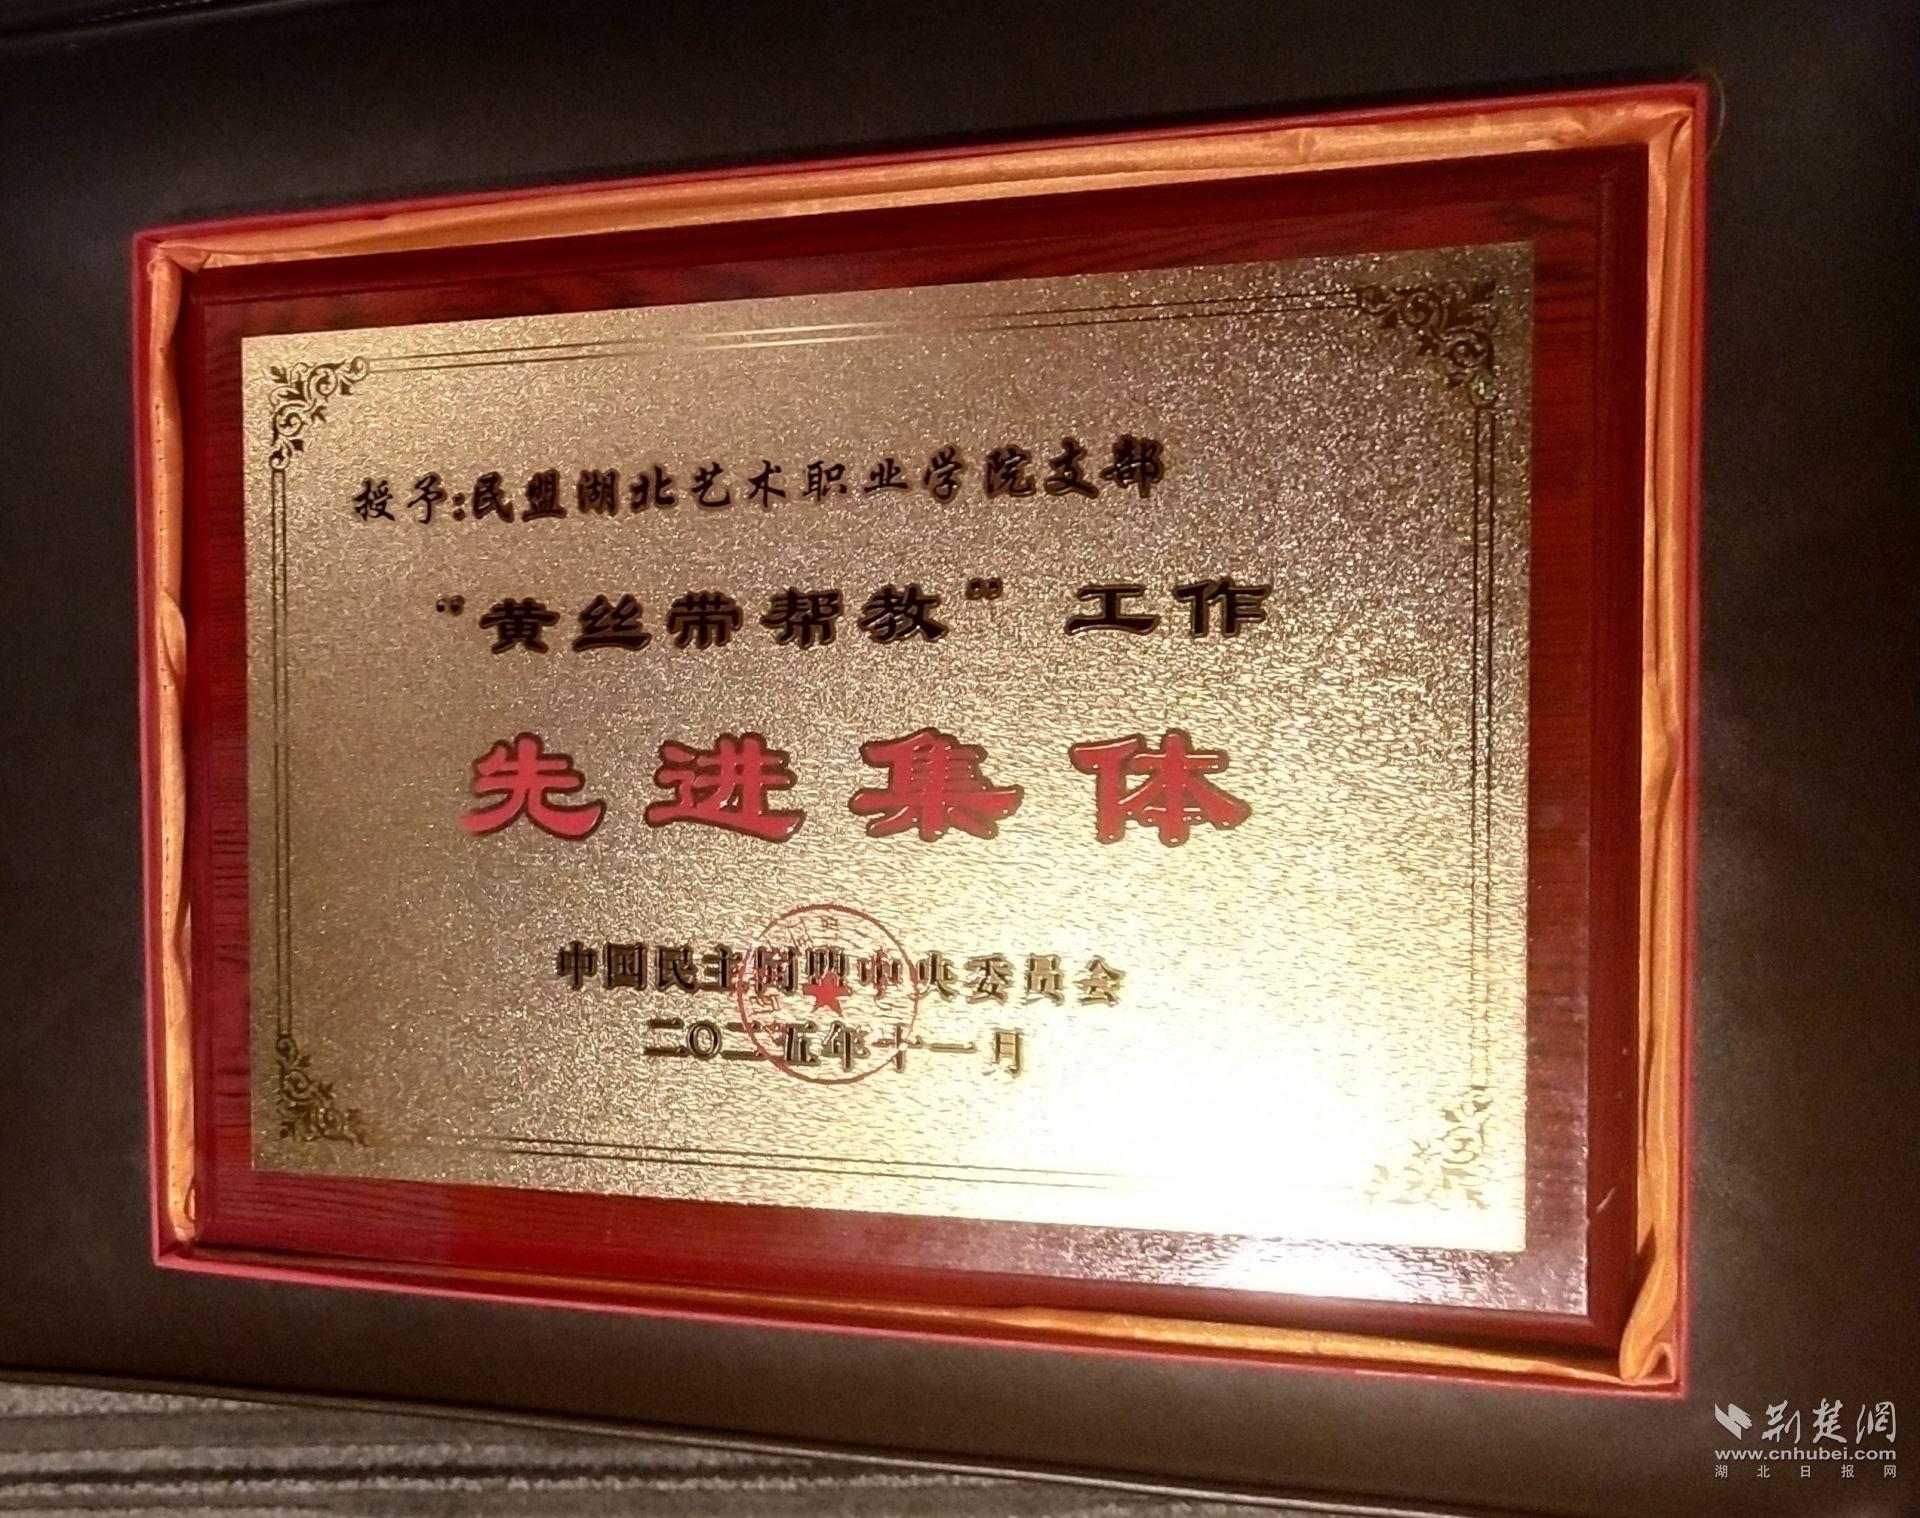 授予:民盟湖北艺术职业学院支部
“黄丝带帮教”工作
先进集体
中国民主同盟中央委员会
二〇二五年十一月
荆楚網
www.cnhubei.com
湖北日报网